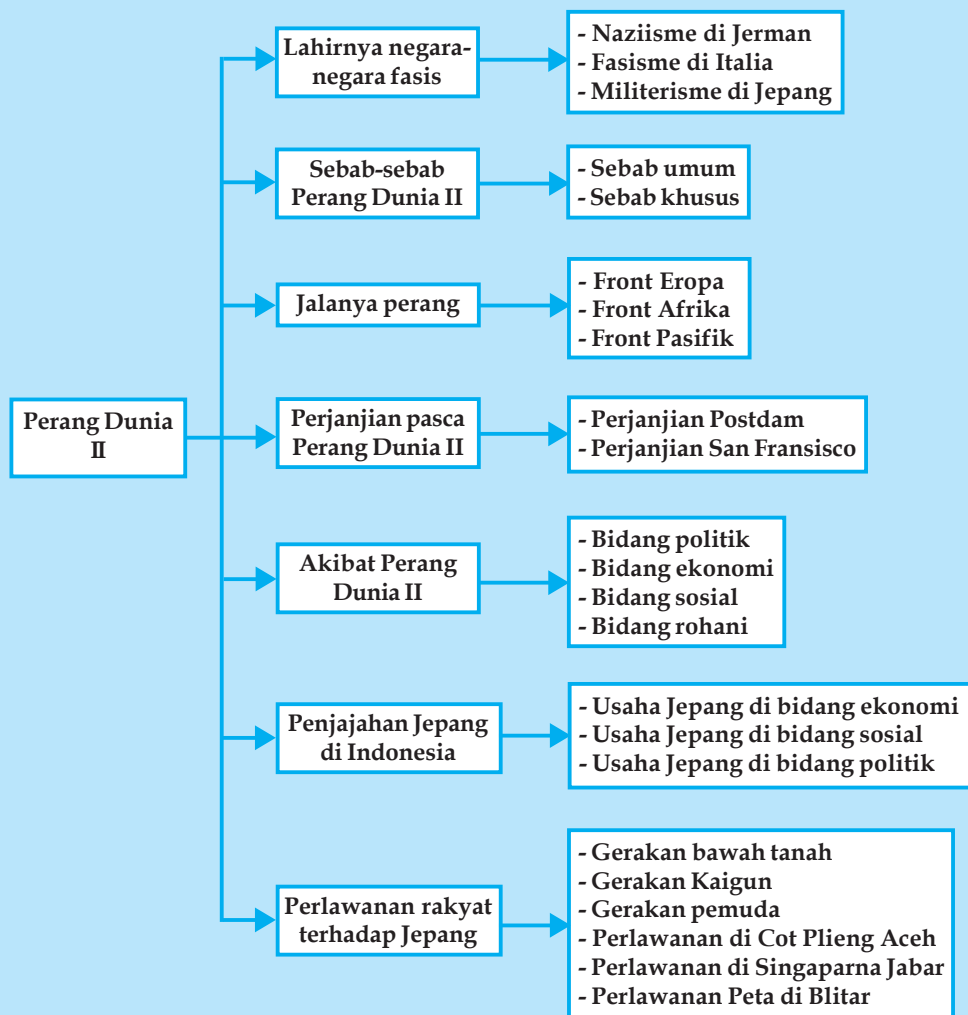 Perang Dunia
II
Lahirnya negara-
negara fasis
- Naziisme di Jerman
- Fasisme di Italia
- Militerisme di Jepang
Sebab-sebab
Perang Dunia II
- Sebab umum
- Sebab khusus
Jalanya perang
- Front Eropa
- Front Afrika
- Front Pasifik
Perjanjian pasca
Perang Dunia II
- Perjanjian Postdam
- Perjanjian San Fransisco
Akibat Perang
Dunia II
- Bidang politik
- Bidang ekonomi
- Bidang sosial
- Bidang rohani
Penjajahan Jepang
di Indonesia
- Usaha Jepang di bidang ekonomi
- Usaha Jepang di bidang sosial
- Usaha Jepang di bidang politik
Perlawanan rakyat
terhadap Jepang
- Gerakan bawah tanah
- Gerakan Kaigun
- Gerakan pemuda
- Perlawanan di Cot Plieng Aceh
- Perlawanan di Singaparna Jabar
- Perlawanan Peta di Blitar